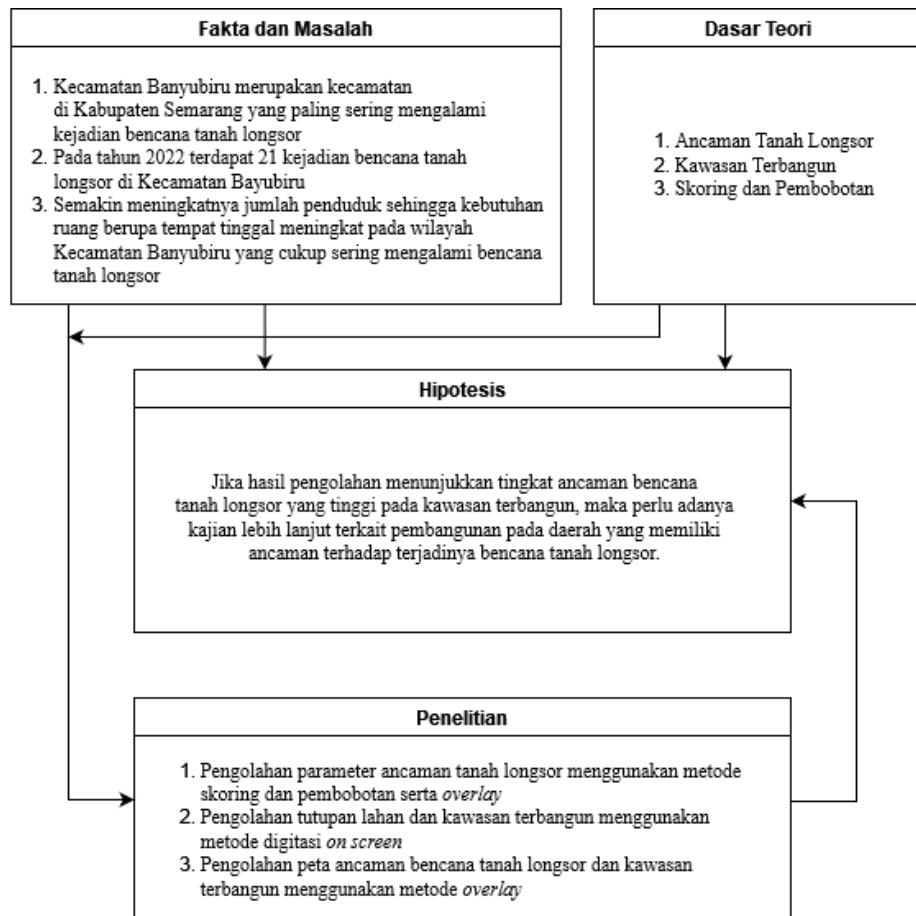 Fakta dan Masalah
1. Kecamatan Banyubiru merupakan kecamatan
di Kabupaten Semarang yang paling sering mengalami
kejadian bencana tanah longsor
2. Pada tahun 2022 terdapat 21 kejadian bencana tanah
longsor di Kecamatan Bayubiru
3. Semakin meningkatnya jumlah penduduk sehingga kebutuhan
ruang berupa tempat tinggal meningkat pada wilayah
Kecamatan Banyubiru yang cukup sering mengalami bencana
tanah longsor
Dasar Teori
1. Ancaman Tanah Longsor
2. Kawasan Terbangun
3. Skoring dan Pembobotan
Hipotesis
Jika hasil pengolahan menunjukkan tingkat ancaman bencana
tanah longsor yang tinggi pada kawasan terbangun, maka perlu adanya
kajian lebih lanjut terkait pembangunan pada daerah yang memiliki
ancaman terhadap terjadinya bencana tanah longsor.
Penelitian
1. Pengolahan parameter ancaman tanah longsor menggunakan metode
skoring dan pembobotan serta overlay
2. Pengolahan tutupan lahan dan kawasan terbangun menggunakan
metode digitasi on screen
3. Pengolahan peta ancaman bencana tanah longsor dan kawasan
terbangun menggunakan metode overlay